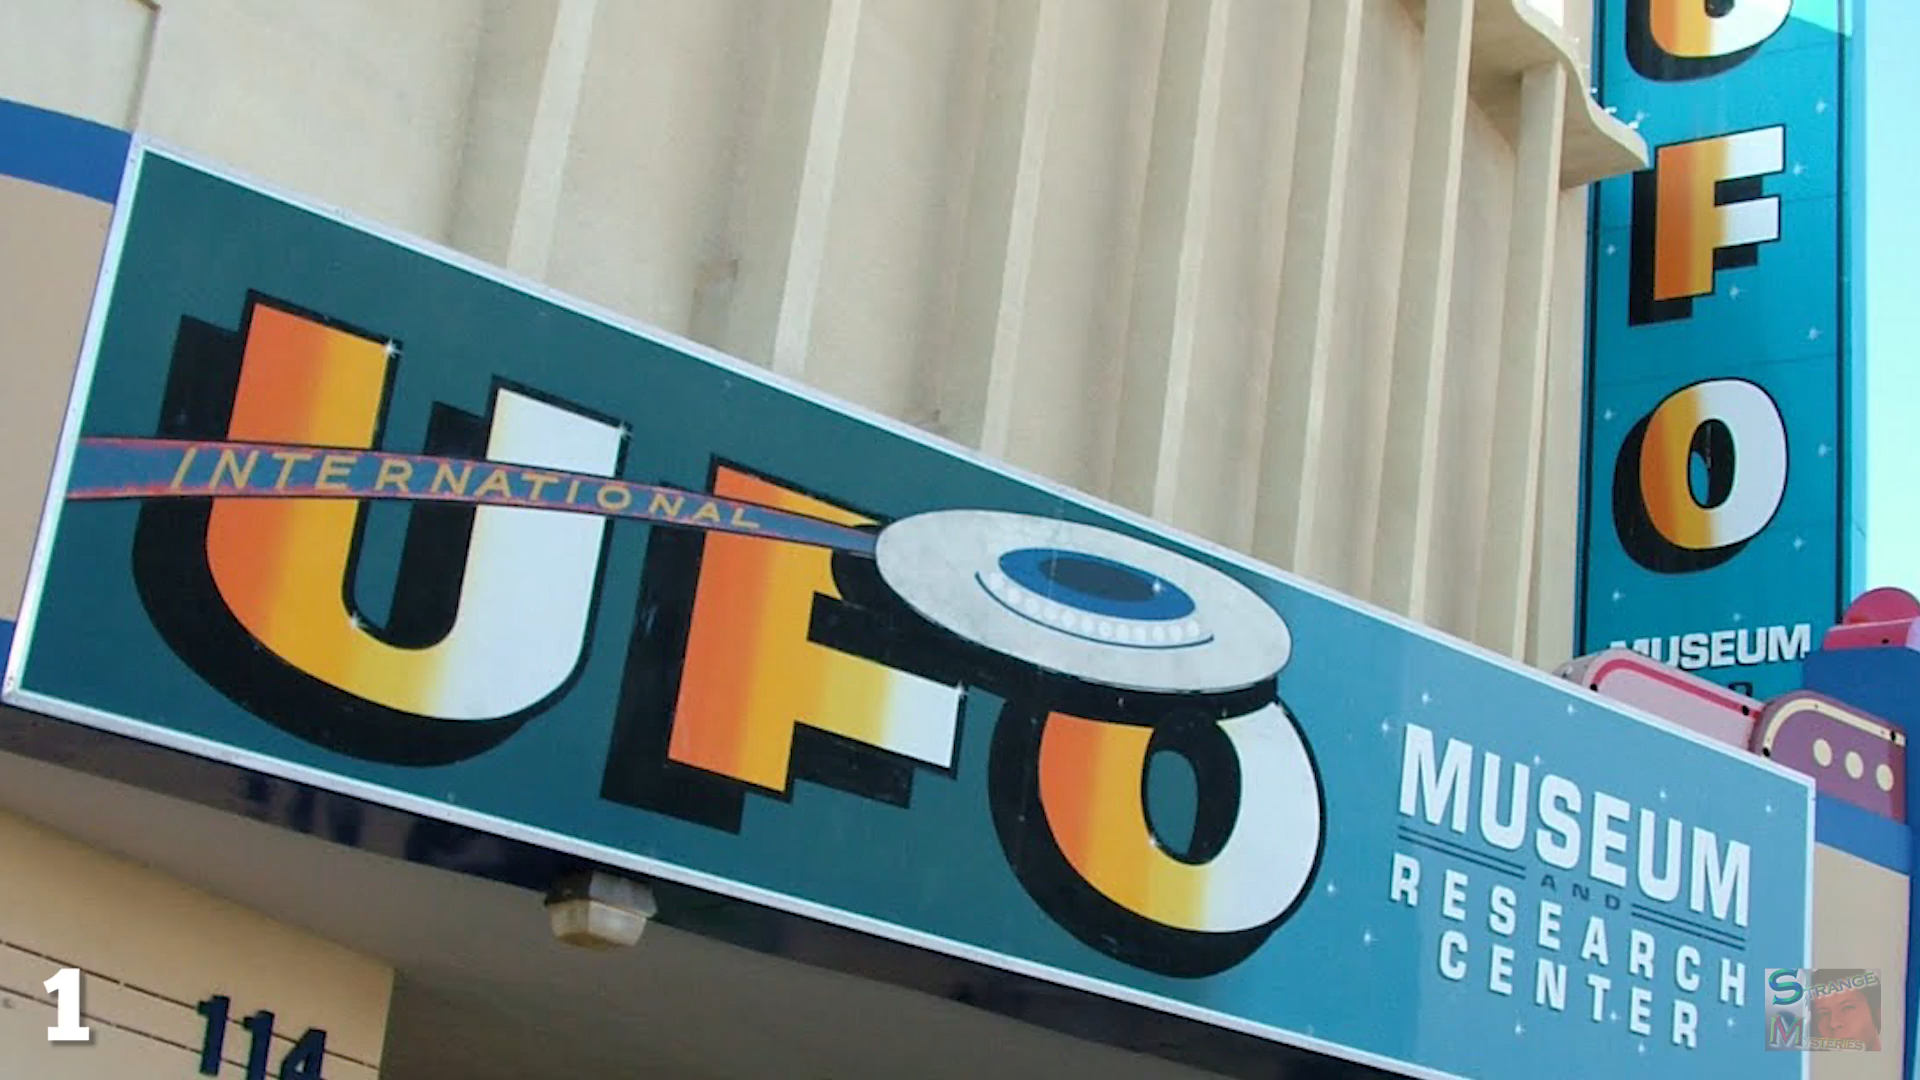 UFO
MUSEUM
INTERNATIONAL
UFO
MUSEUM
AND
RESEARCH
CENTER
114
1
STRANGE
MYSTERIES